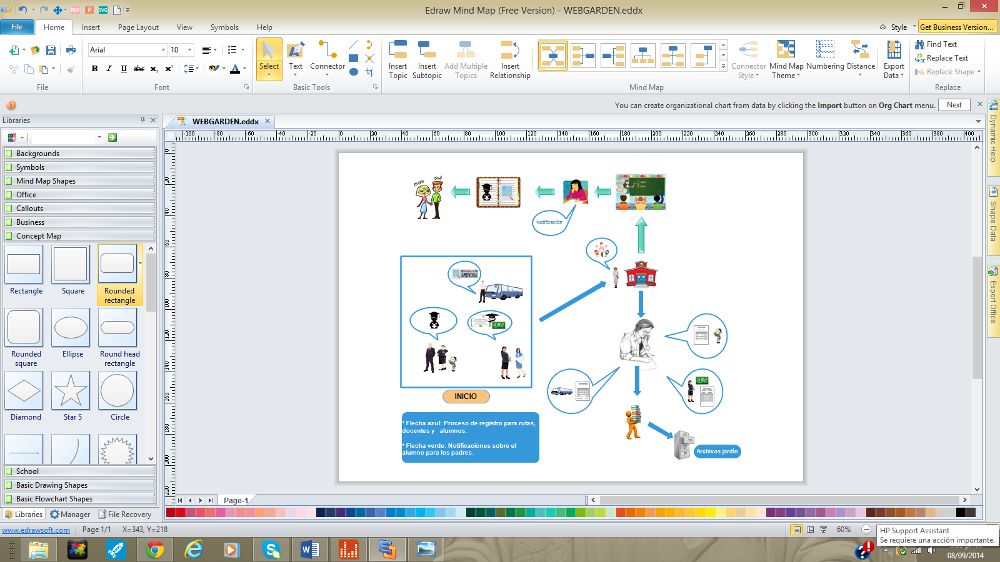 PDF P SVG
Edraw Mind Map (Free Version) - WEBGARDEN.eddx
File Home Insert Page Layout View Symbols Help
Style Get Business Version...
Arial 10
B I U abc X₂ X²
Select Text Connector
Insert Topic
Insert Subtopic
Add Multiple Topics
Insert Relationship
Connector Style
Mind Map Theme
Numbering
Distance
Export Data
Find Text
Replace Text
Replace Shape
File Font Basic Tools Mind Map Replace
You can create organizational chart from data by clicking the Import button on Org Chart menu. Next
Libraries
WEBGARDEN.eddx
-100 -80 -60 -40 -20 0 20 40 60 80 100 120 140 160 180 200 220 240 260 280 300 320 340 360 380 400 410
Backgrounds
Symbols
Mind Map Shapes
Office
Callouts
Business
Concept Map
Rectangle Square Rounded rectangle
Rounded square Ellipse Round head rectangle
Diamond Star 5 Circle
School
Basic Drawing Shapes
Basic Flowchart Shapes
Libraries Manager File Recovery
mom dad
Notificación
6MBW006
ABC
ABC
INICIO
* Flecha azul: Proceso de registro para rutas,
docentes y alumnos.
* Flecha verde: Notificaciones sobre el
alumno para los padres.
Archivos jardín
Dynamic Help
Shape Data
Export Office
Page-1
www.edrawsoft.com Page 1/1 X=343, Y=218 60%
HP Support Assistant
Se requiere una acción importante.
08/09/2014